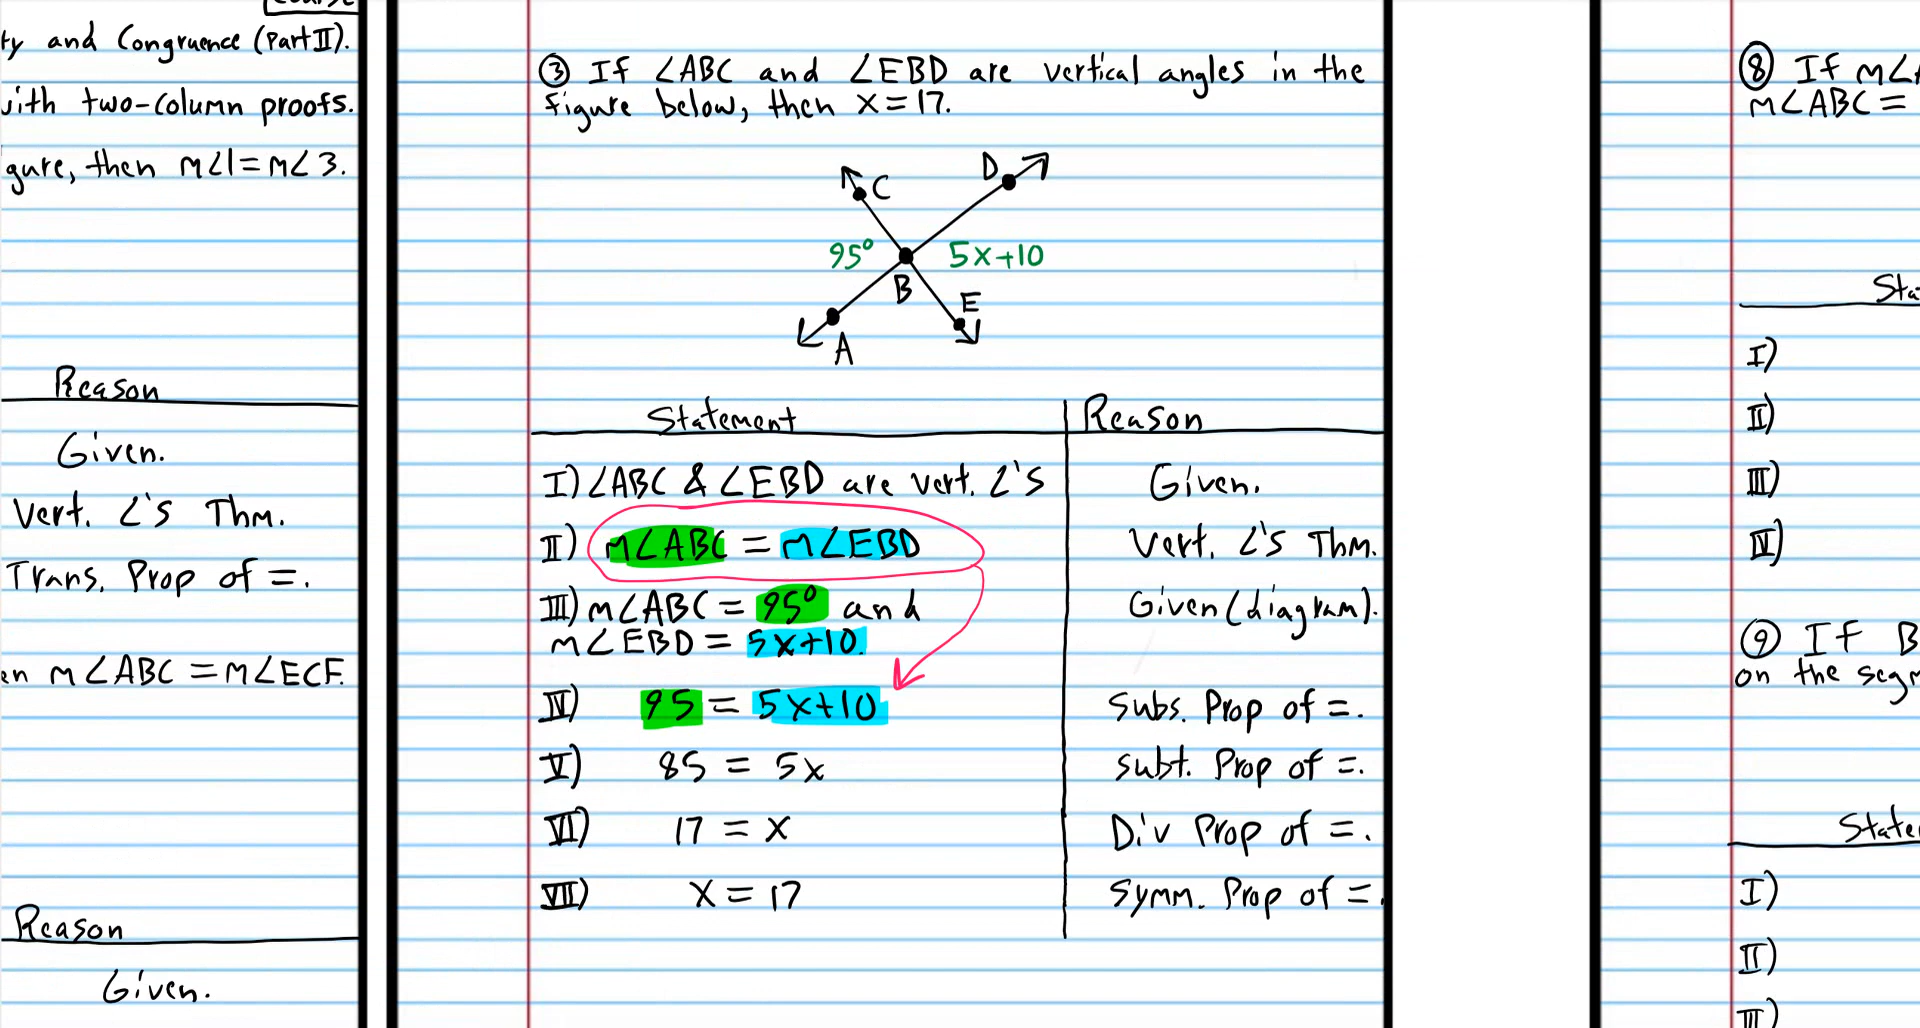 Course
ty and Congruence (Part II).
with two-column proofs.
gure, then m∠1 = m∠3.
Reason
Given.
Vert. ∠'s Thm.
Trans. Prop of =.
en m∠ABC = m∠ECF.
Reason
Given.
③ If ∠ABC and ∠EBD are vertical angles in the
figure below, then x = 17.
C
D
95°
5x+10
B
E
A
Statement Reason
I) ∠ABC & ∠EBD are vert. ∠'s Given.
II) m∠ABC = m∠EBD Vert. ∠'s Thm.
III) m∠ABC = 95° and Given (diagram).
m∠EBD = 5x+10.
IV) 95 = 5x+10 Subs. Prop of =.
V) 85 = 5x Subt. Prop of =.
VI) 17 = x Div Prop of =.
VII) x = 17 Symm. Prop of =.
⑧ If m∠A
m∠ABC =
Sta
I)
II)
III)
IV)
⑨ If B
on the segm
State
I)
II)
III)